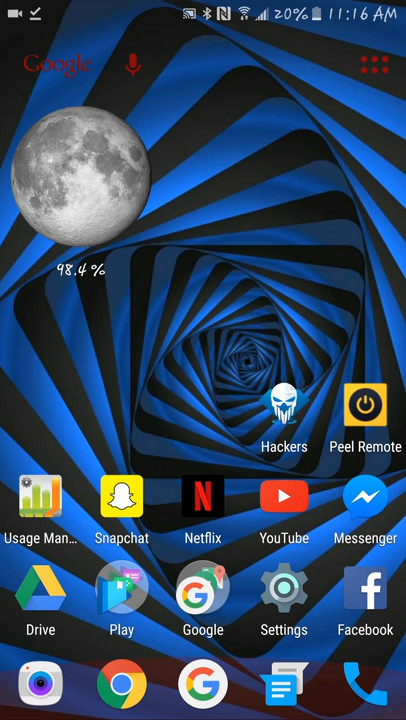 20% 11:16 AM
Google
98.4%
Hackers Peel Remote
Usage Man... Snapchat Netflix YouTube Messenger
Drive Play Google Settings Facebook